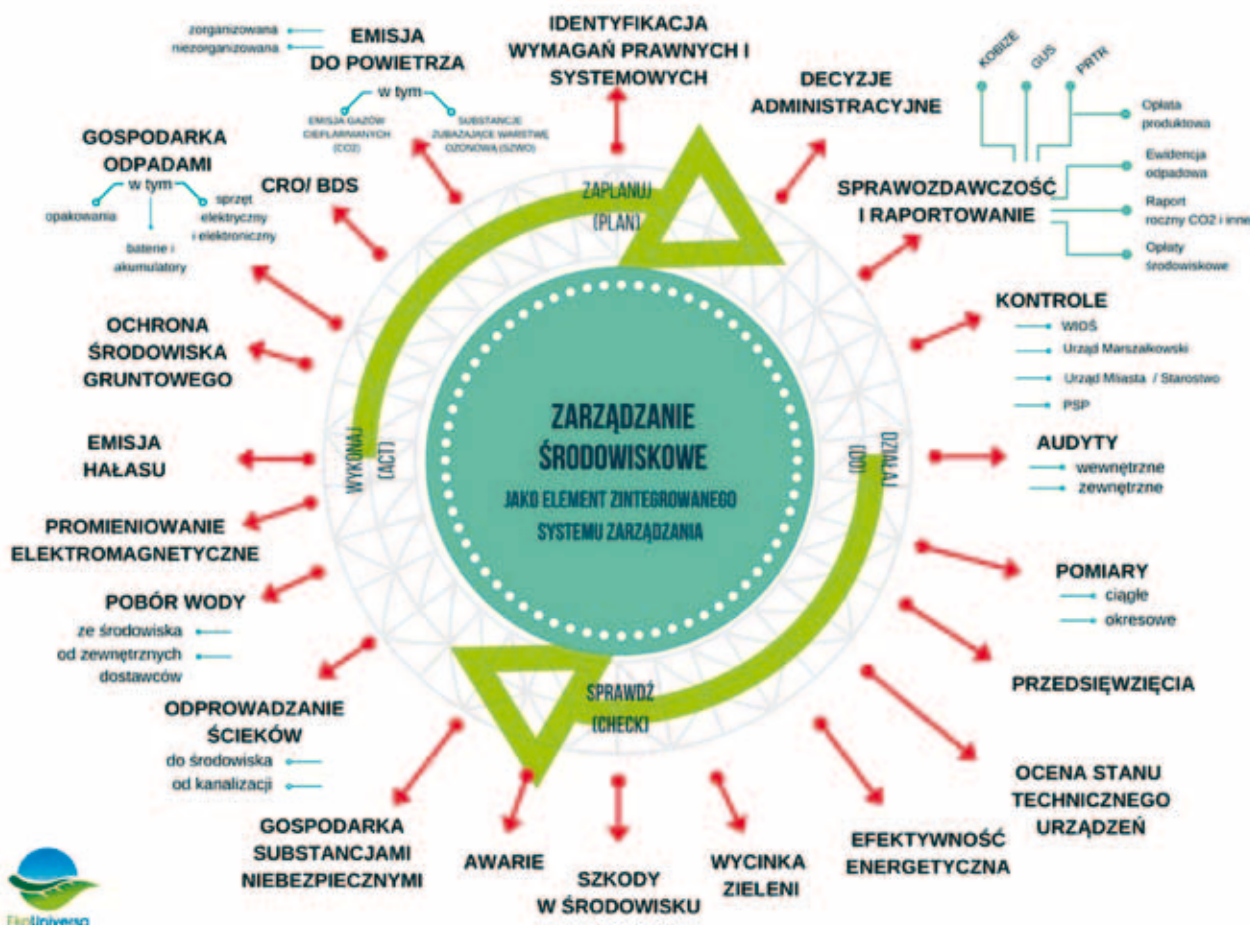 zorganizowana
niezorganizowana
EMISJA
DO POWIETRZA
w tym
EMISJA GAZÓW
CIEPLARNIANYCH
(CO2)
SUBSTANCJE
ZUBAŻAJĄCE WARSTWĘ
OZONOWĄ (SZWO)
IDENTYFIKACJA
WYMAGAŃ PRAWNYCH I
SYSTEMOWYCH
DECYZJE
ADMINISTRACYJNE
KOBIZE
GUS
PRTR
Opłata
produktowa
Ewidencja
odpadowa
Raport
roczny CO2 i inne
Opłaty
środowiskowe
SPRAWOZDAWCZOŚĆ
I RAPORTOWANIE
GOSPODARKA
ODPADAMI
w tym
opakowania
baterie i
akumulatory
sprzęt
elektryczny
i elektroniczny
CRO/ BDS
ZAPLANUJ
(PLAN)
KONTROLE
WIOŚ
Urząd Marszałkowski
Urząd Miasta / Starostwo
PSP
OCHRONA
ŚRODOWISKA
GRUNTOWEGO
ZARZĄDZANIE
ŚRODOWISKOWE
JAKO ELEMENT ZINTEGROWANEGO
SYSTEMU ZARZĄDZANIA
WYKONAJ
(ACT)
DZIAŁAJ
(DO)
EMISJA
HAŁASU
AUDYTY
wewnętrzne
zewnętrzne
PROMIENIOWANIE
ELEKTROMAGNETYCZNE
POMIARY
ciągłe
okresowe
POBÓR WODY
ze środowiska
od zewnętrznych
dostawców
PRZEDSIĘWZIĘCIA
SPRAWDŹ
(CHECK)
ODPROWADZANIE
ŚCIEKÓW
do środowiska
od kanalizacji
OCENA STANU
TECHNICZNEGO
URZĄDZEŃ
GOSPODARKA
SUBSTANCJAMI
NIEBEZPIECZNYMI
AWARIE
SZKODY
W ŚRODOWISKU
WYCINKA
ZIELENI
EFEKTYWNOŚĆ
ENERGETYCZNA
EkoUniversa